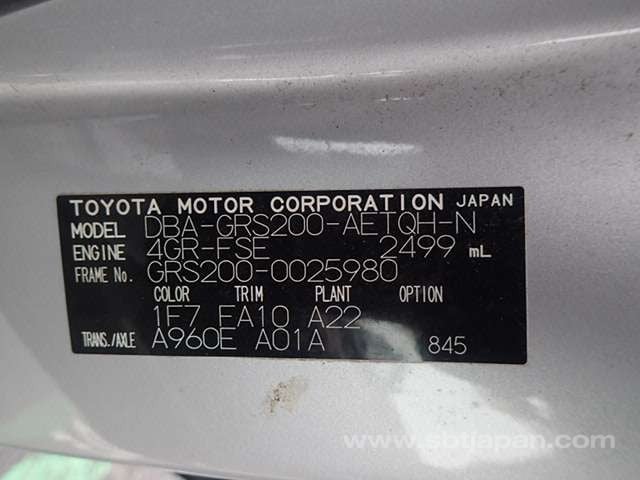 TOYOTA MOTOR CORPORATION JAPAN
MODEL DBA-GRS200-AETQH-N
ENGINE 4GR-FSE 2499 mL
FRAME No. GRS200-0025980
COLOR TRIM PLANT OPTION
1F7 FA10 A22
TRANS./AXLE A960E A01A 845
www.sbtjapan.com